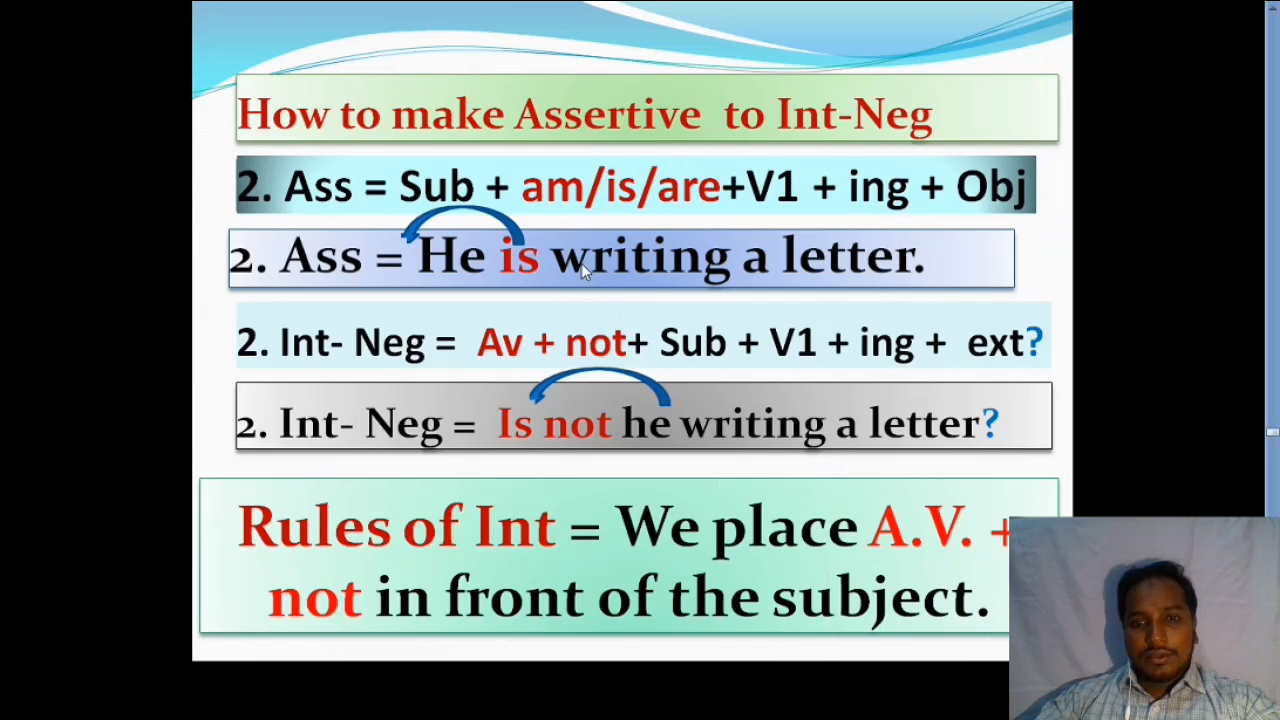 How to make Assertive to Int-Neg
2. Ass = Sub + am/is/are+V1 + ing + Obj
2. Ass = He is writing a letter.
2. Int- Neg = Av + not+ Sub + V1 + ing + ext?
2. Int- Neg = Is not he writing a letter?
Rules of Int = We place A.V. +
not in front of the subject.